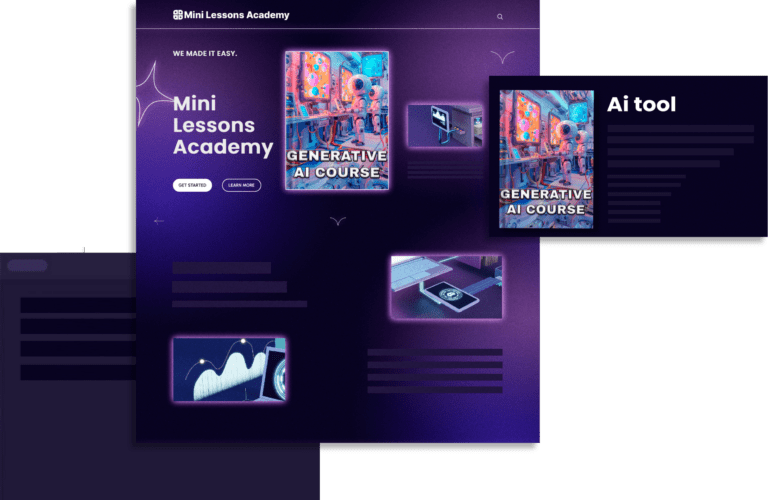 Mini Lessons Academy
WE MADE IT EASY.
Mini
Lessons
Academy
GET STARTED
LEARN MORE
GENERATIVE
AI COURSE
Ai tool
GENERATIVE
AI COURSE